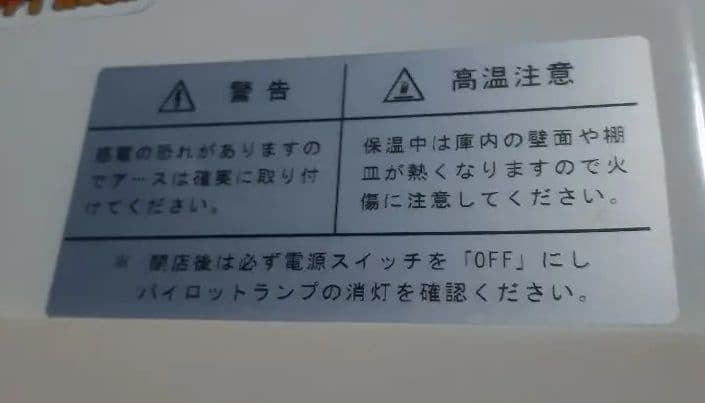 警告
感電の恐れがありますの
でアースは確実に取り付
けてください。
高温注意
保温中は庫内の壁面や棚
皿が熱くなりますので火
傷に注意してください。
※ 閉店後は必ず電源スイッチを「OFF」にし
パイロットランプの消灯を確認ください。